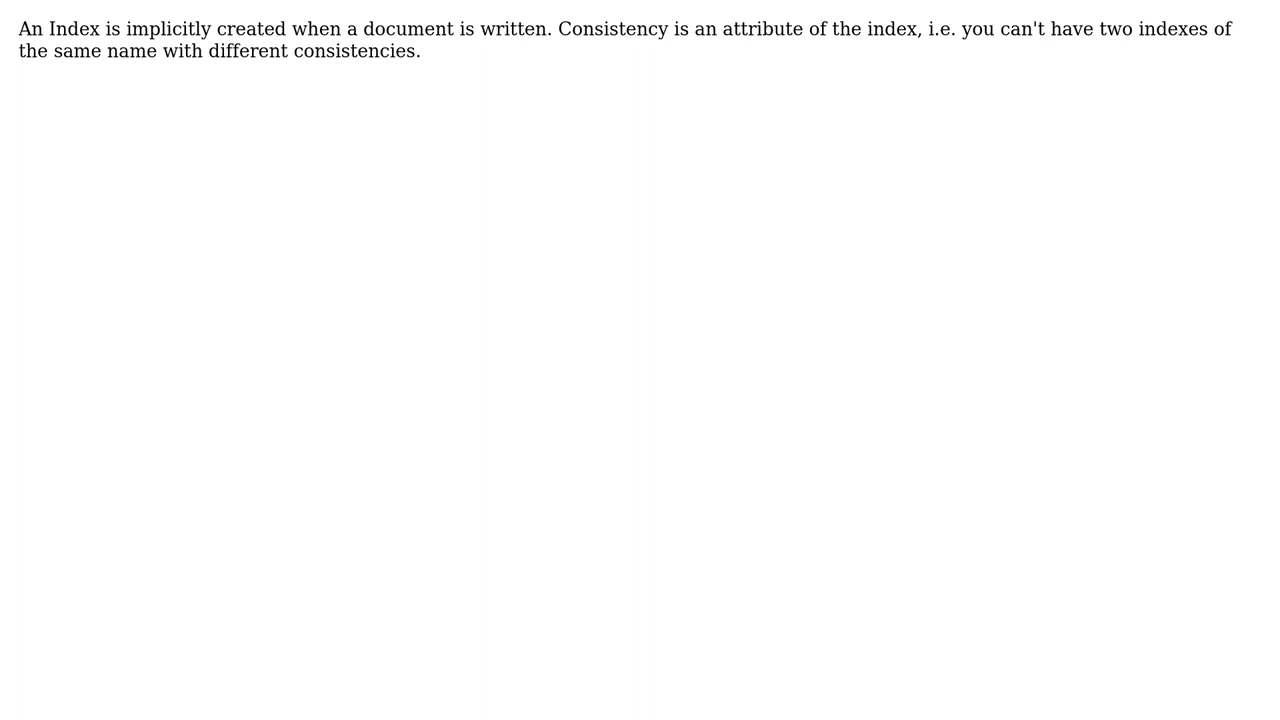 An Index is implicitly created when a document is written. Consistency is an attribute of the index, i.e. you can't have two indexes of
the same name with different consistencies.